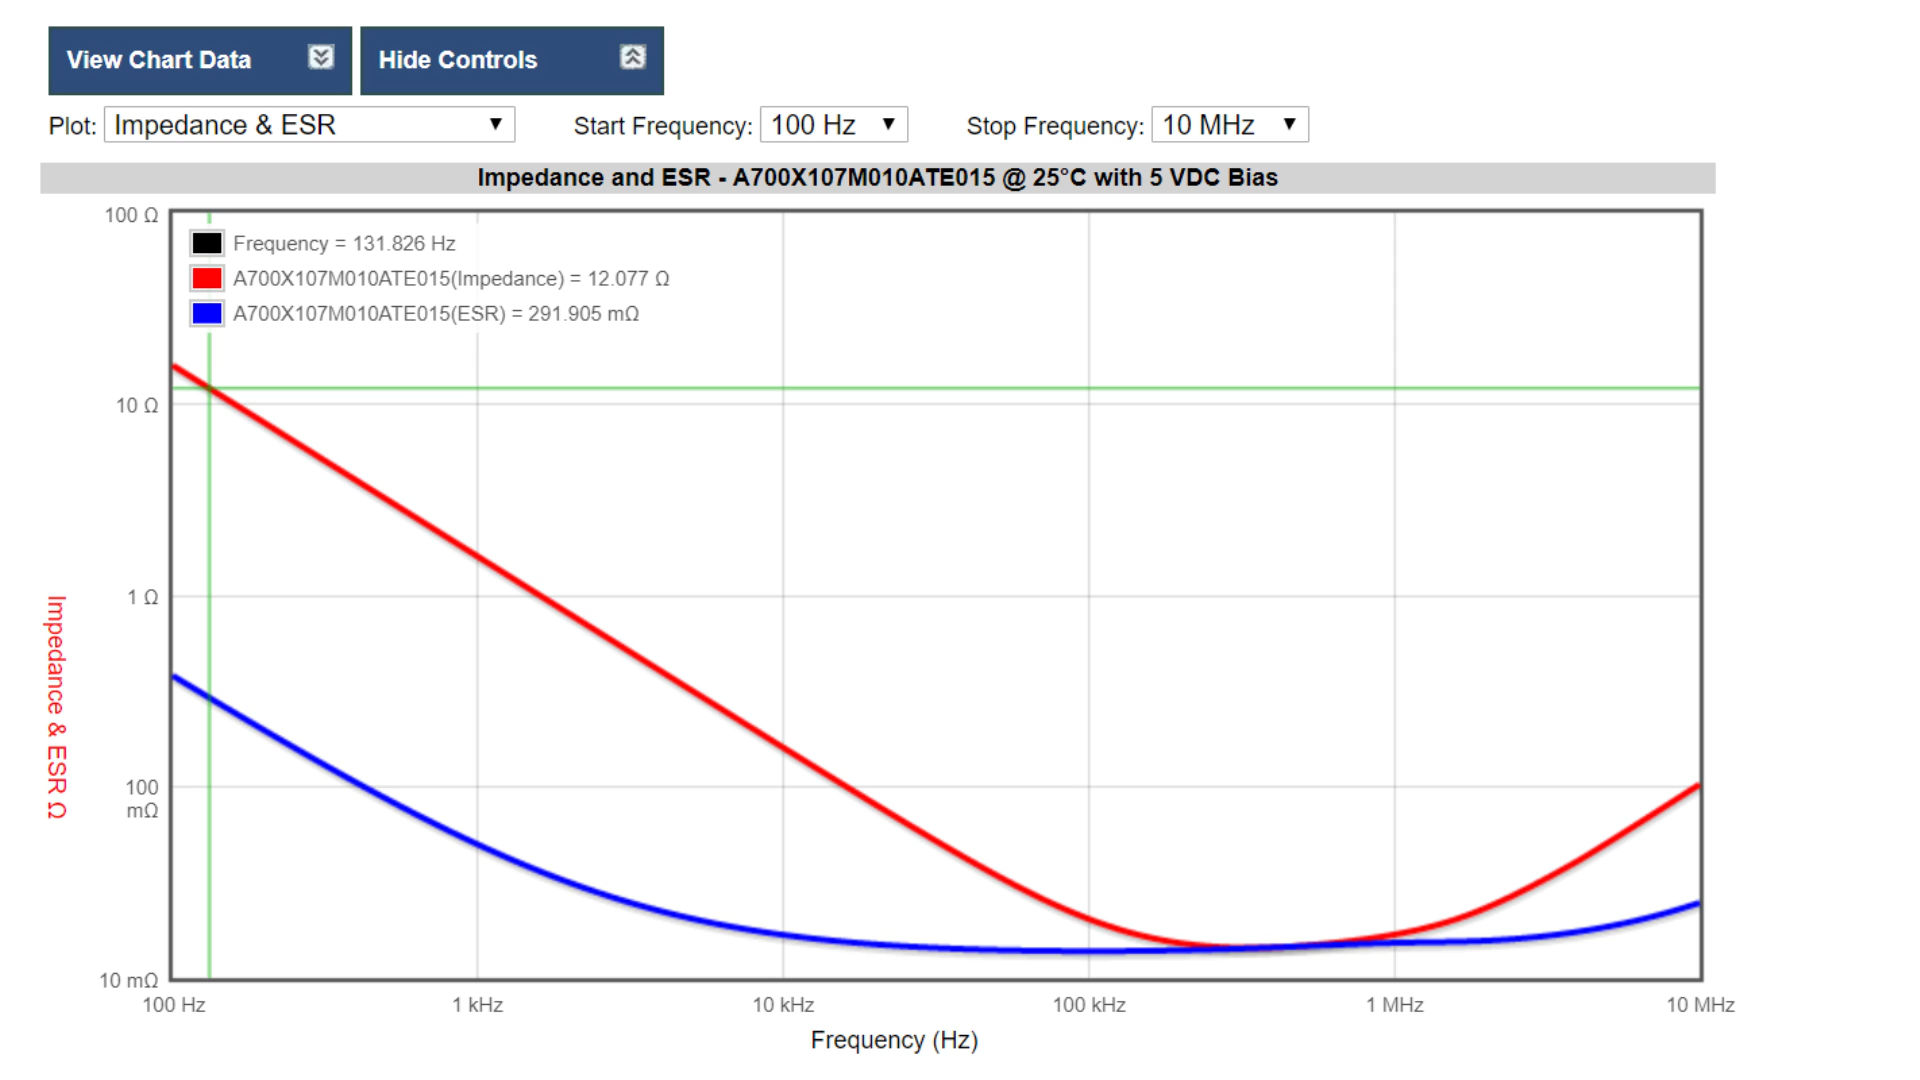 View Chart Data
Hide Controls
Plot: Impedance & ESR
Start Frequency: 100 Hz
Stop Frequency: 10 MHz
Impedance and ESR - A700X107M010ATE015 @ 25°C with 5 VDC Bias
Frequency = 131.826 Hz
A700X107M010ATE015(Impedance) = 12.077 Ω
A700X107M010ATE015(ESR) = 291.905 mΩ
100 Ω
10 Ω
1 Ω
100
mΩ
10 mΩ
Impedance & ESR Ω
100 Hz
1 kHz
10 kHz
100 kHz
1 MHz
10 MHz
Frequency (Hz)